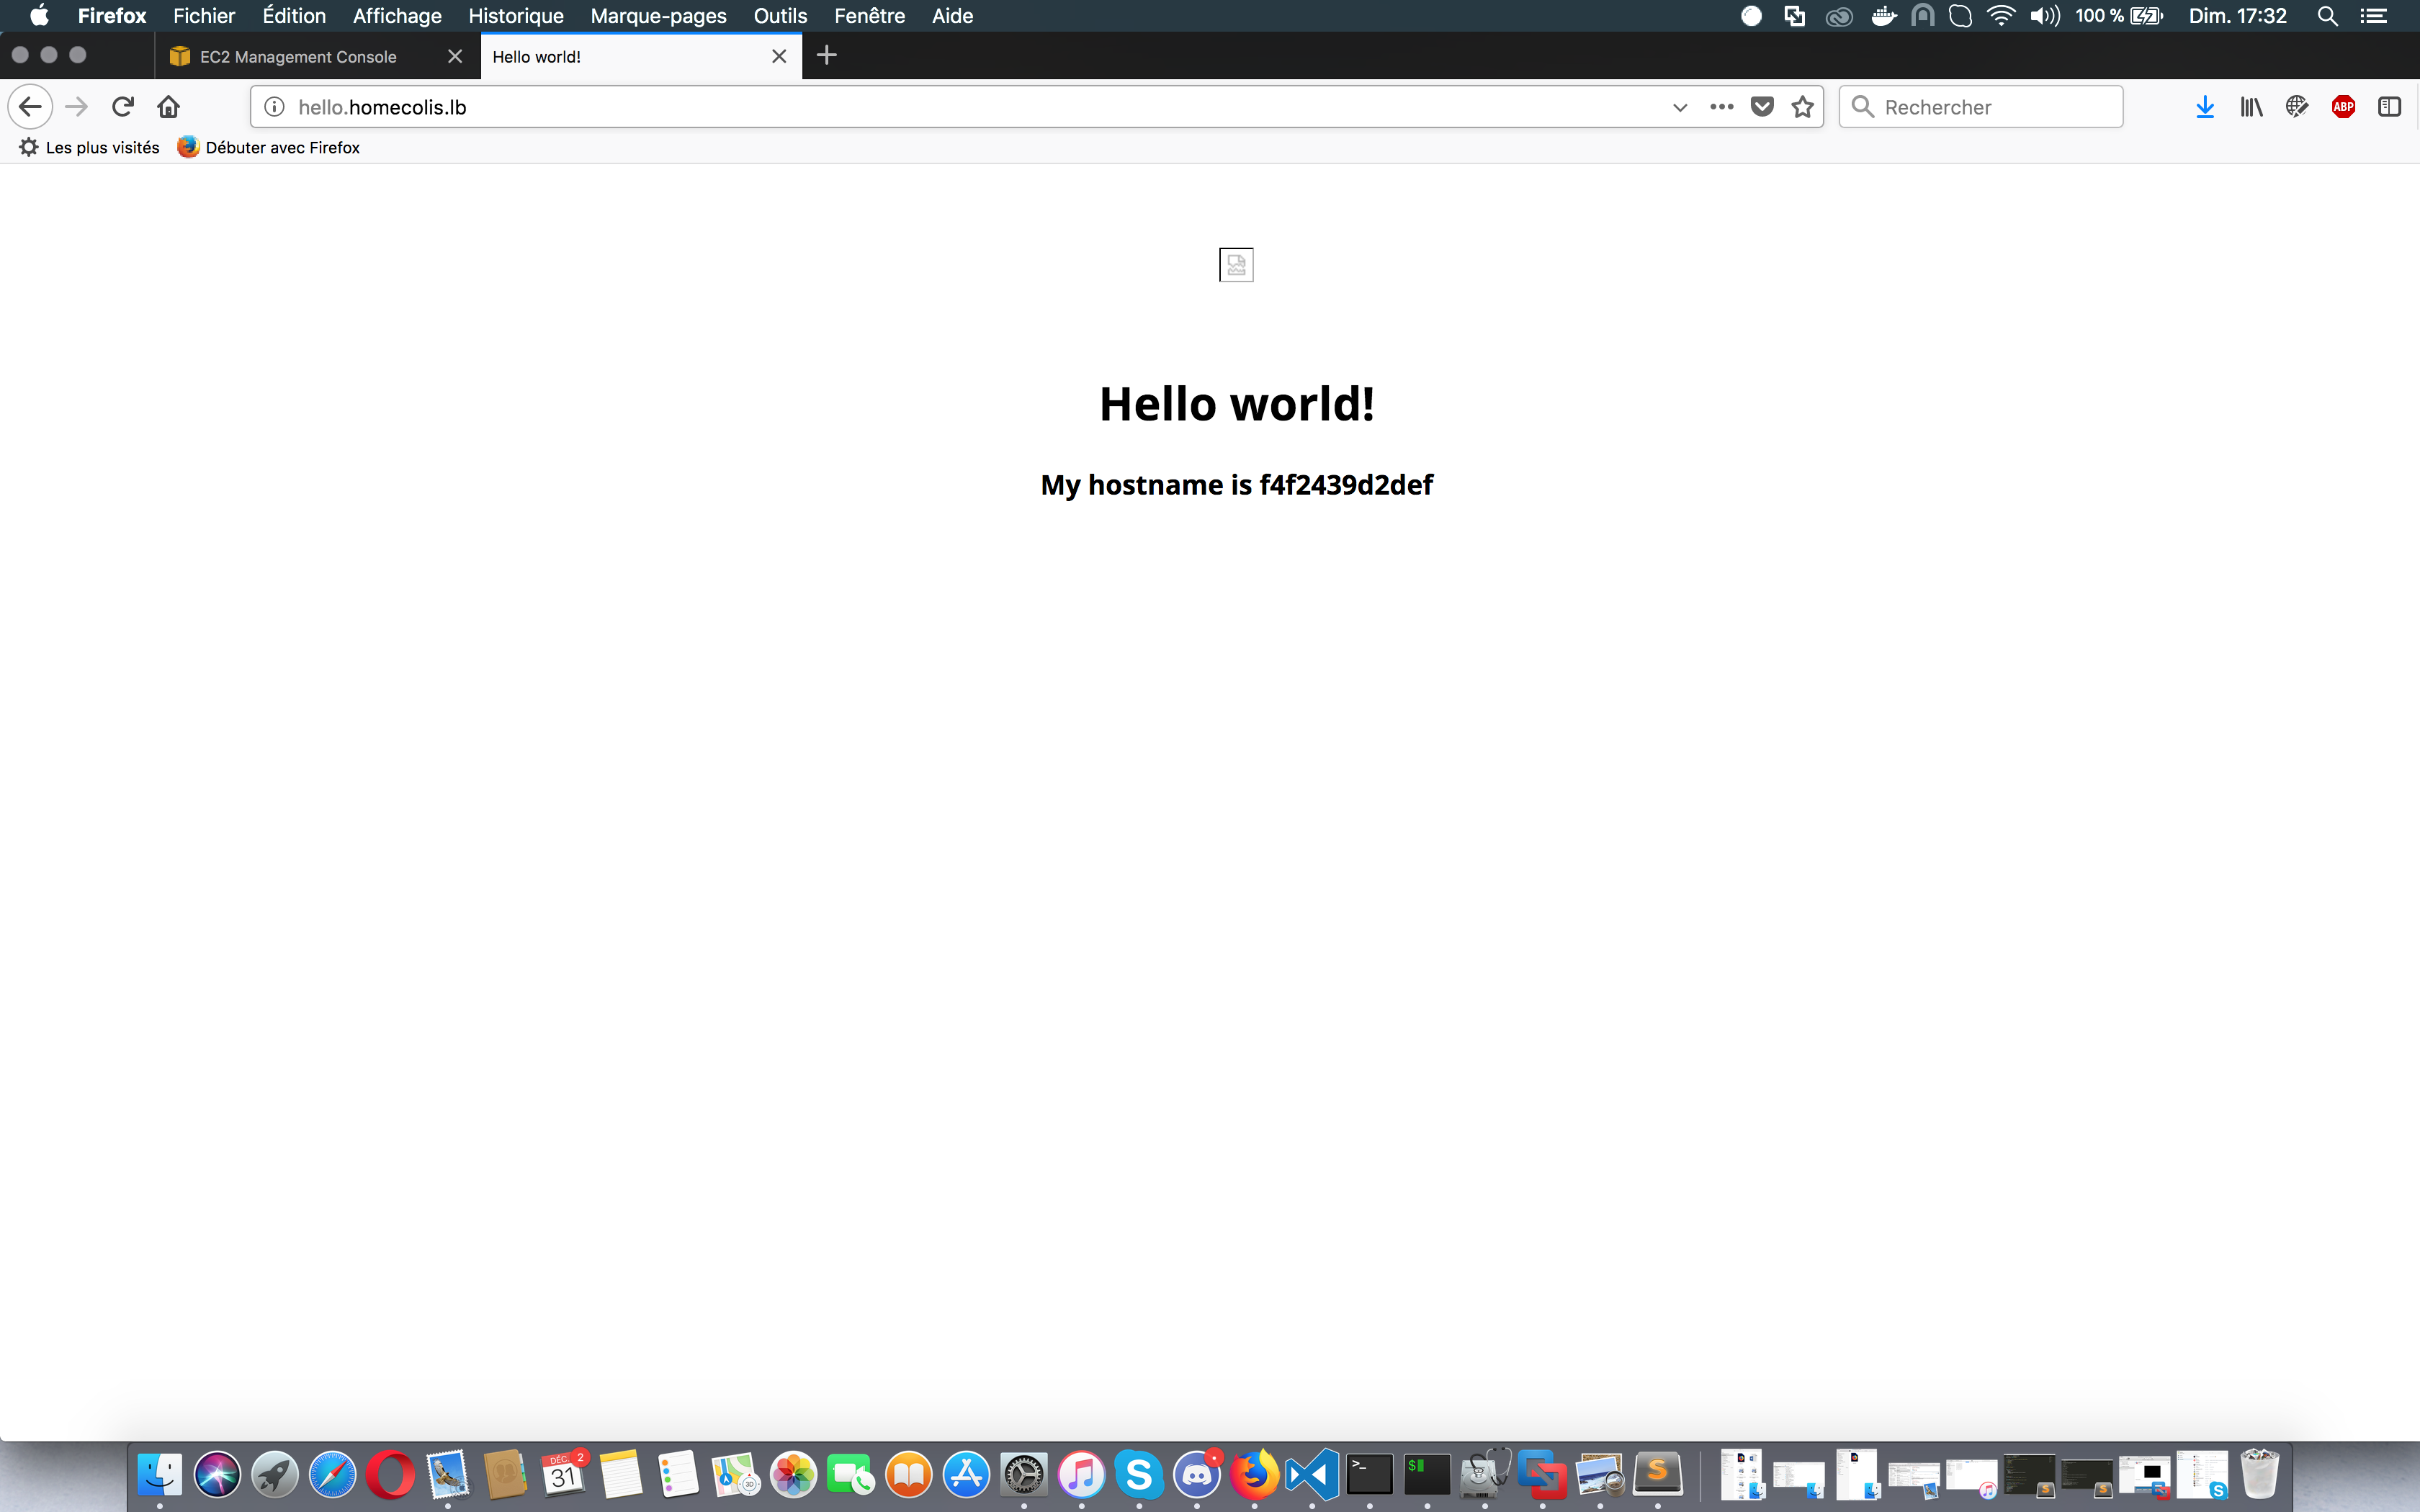 Firefox Fichier Édition Affichage Historique Marque-pages Outils Fenêtre Aide 100 % Dim. 17:32
EC2 Management Console Hello world!
hello.homecolis.lb Rechercher ABP
Les plus visités Débuter avec Firefox
Hello world!
My hostname is f4f2439d2def
DÉC. 2
31
3D
>_
$
S
S